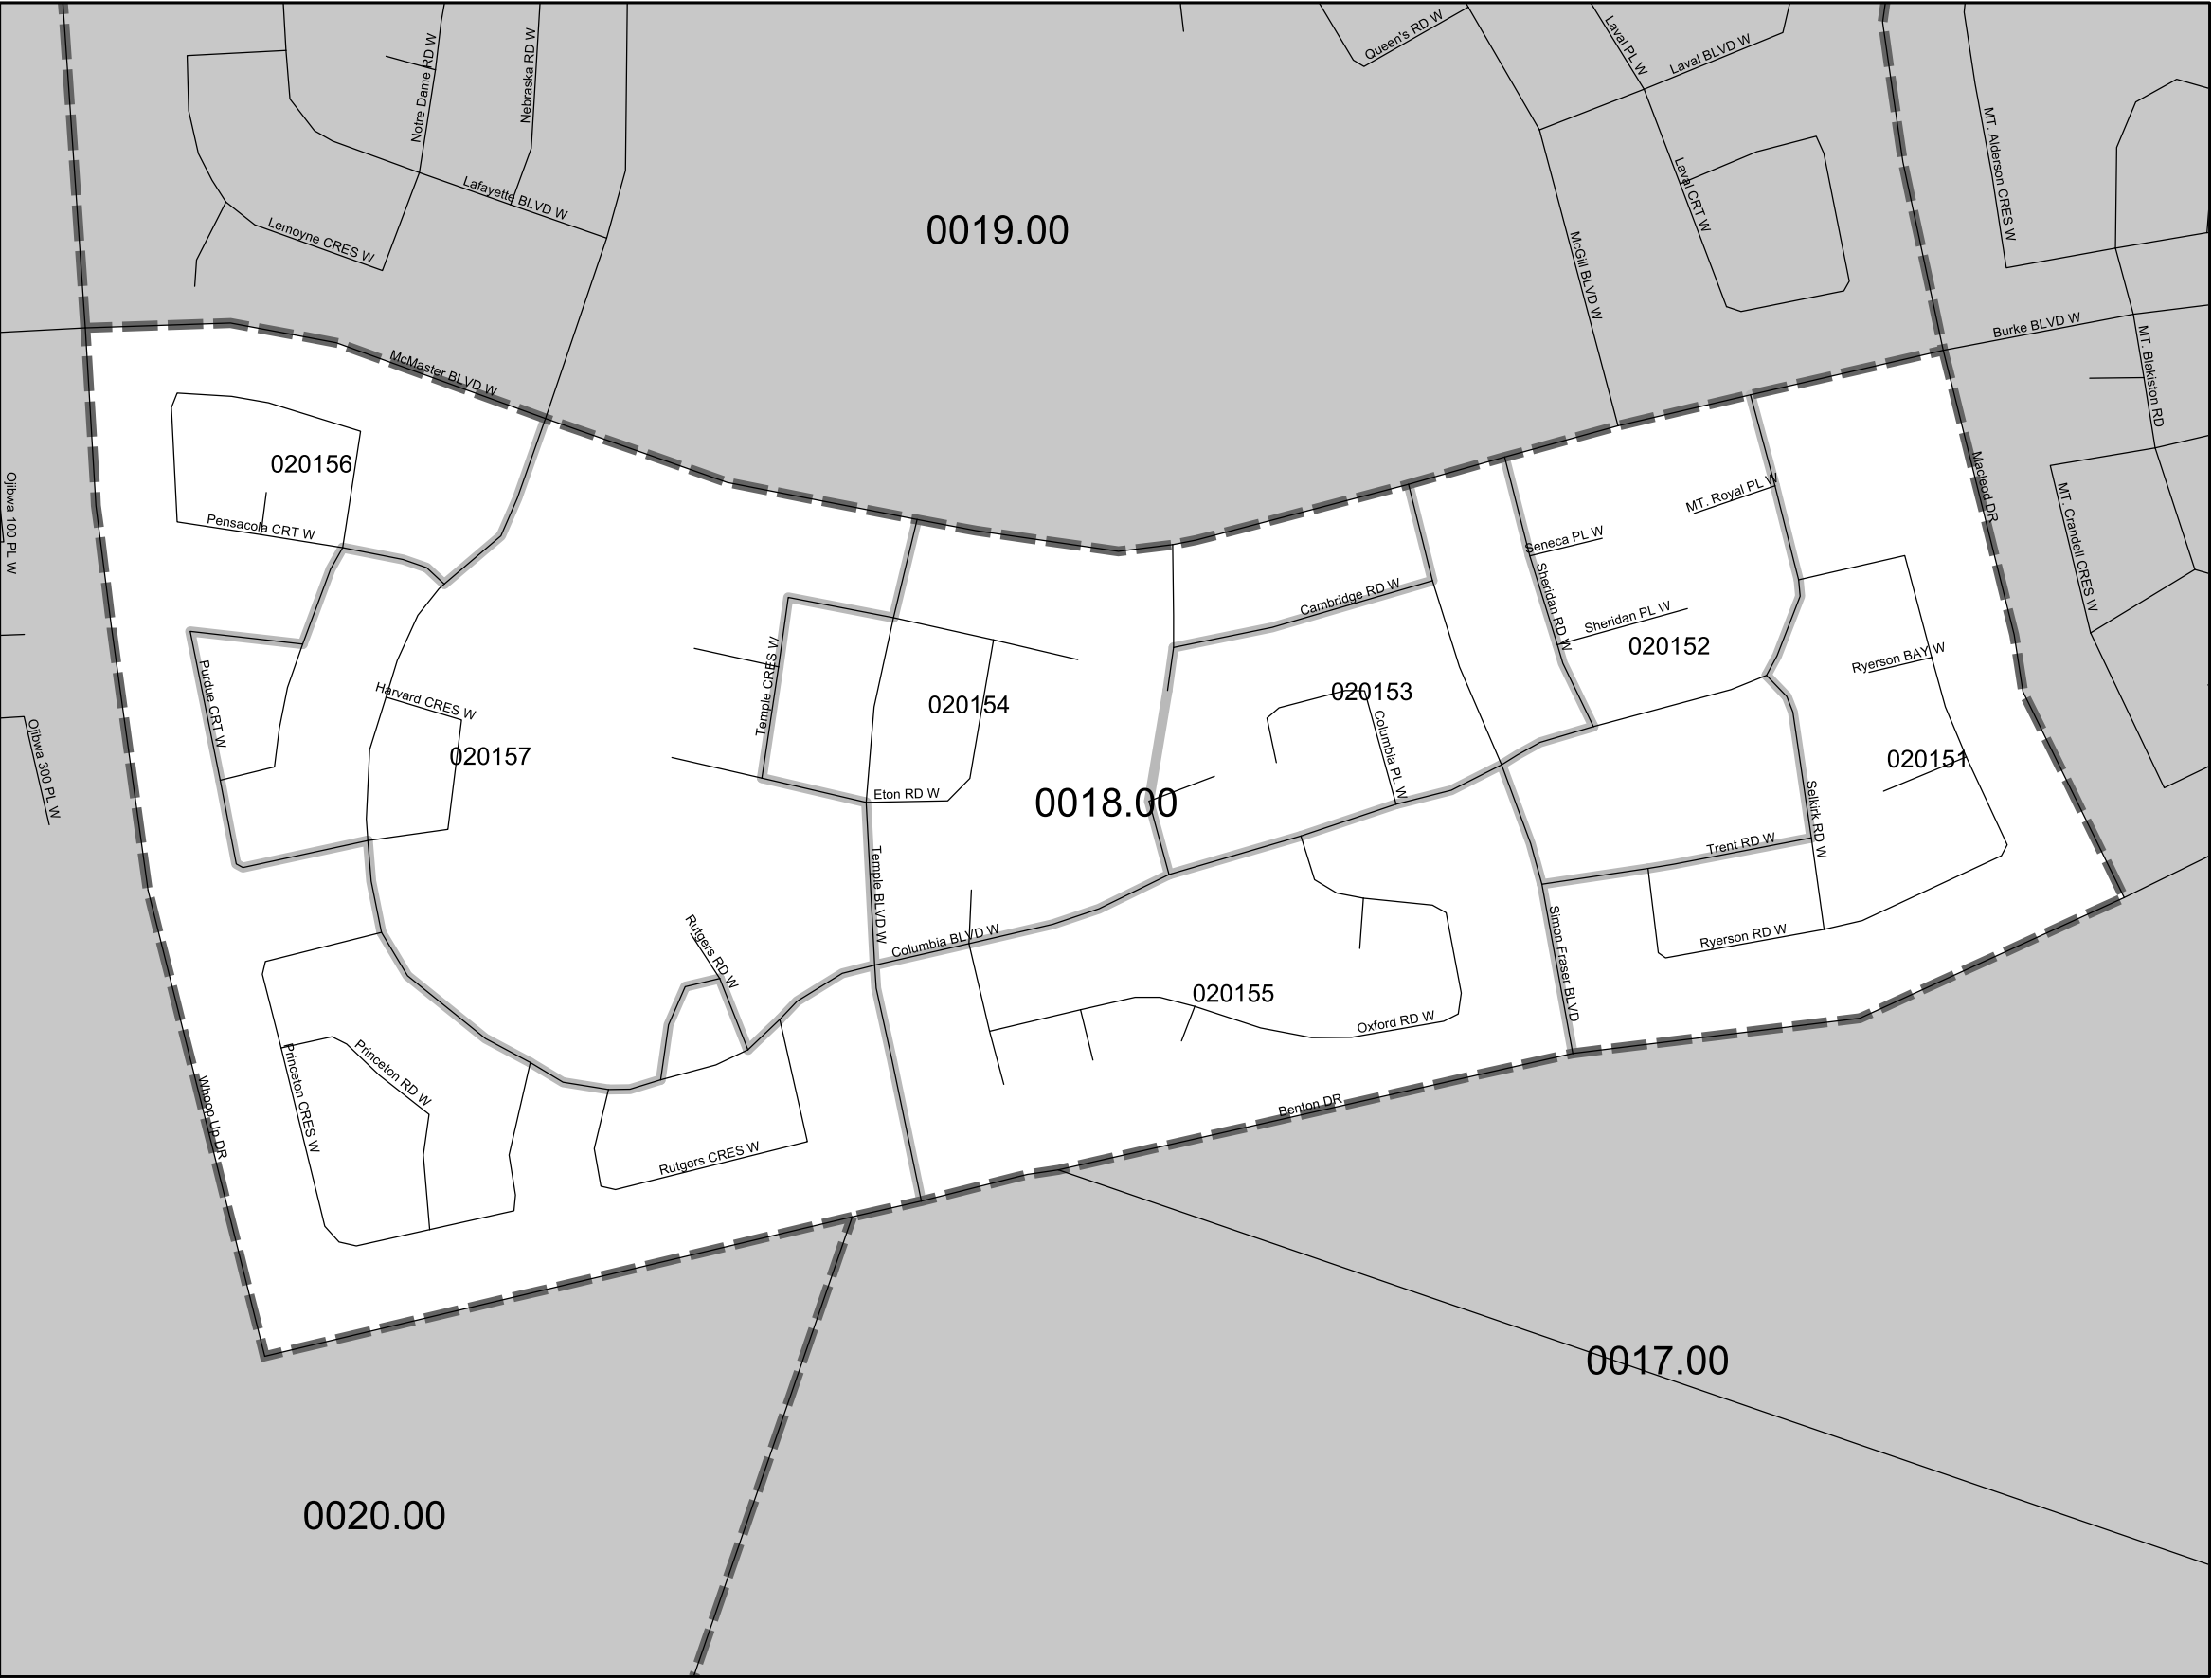 Queen's RD W
Laval PL W
Laval BLVD W
Notre Dame RD W
Nebraska RD W
MT. Alderson CRES W
Lafayette BLVD W
Laval CRT W
Lemoyne CRES W
0019.00
McGill BLVD W
Burke BLVD W
MT. Blakiston RD
McMaster BLVD W
020156
Ojibwa 100 PL W
Pensacola CRT W
MT. Royal PL W
Macleod DR
MT. Crandell CRES W
Seneca PL W
Sheridan RD W
Cambridge RD W
Sheridan PL W
020152
Ryerson BAY W
Temple CRES W
Purdue CRT W
Harvard CRES W
020153
020154
Columbia PL W
020157
020151
Ojibwa 300 PL W
Eton RD W
0018.00
Selkirk RD W
Trent RD W
Temple BLVD W
Rutgers RD W
Columbia BLVD W
Simon Fraser BLVD
Ryerson RD W
020155
Oxford RD W
Princeton RD W
Princeton CRES W
Whoop Up DR
Benton DR
Rutgers CRES W
0017.00
0020.00